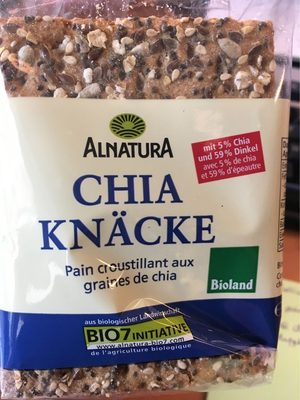 ALNATURA
mit 5% Chia
und 59% Dinkel
avec 5% de chia
et 59% d'épeautre
CHIA
KNÄCKE
Pain croustillant aux
graines de chia
Bioland
aus biologischer Landwirtschaft
BIO7 INITIATIVE
www.alnatura-bio7.com
de l'agriculture biologique